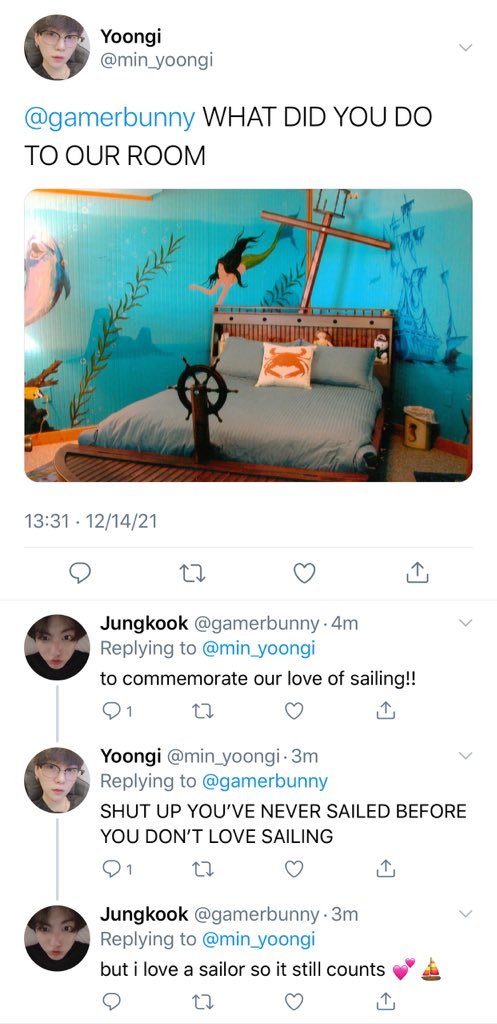 Yoongi
@min_yoongi
@gamerbunny WHAT DID YOU DO
TO OUR ROOM
13:31 · 12/14/21
Jungkook @gamerbunny · 4m
Replying to @min_yoongi
to commemorate our love of sailing!!
1
Yoongi @min_yoongi · 3m
Replying to @gamerbunny
SHUT UP YOU’VE NEVER SAILED BEFORE
YOU DON’T LOVE SAILING
1
Jungkook @gamerbunny · 3m
Replying to @min_yoongi
but i love a sailor so it still counts 💕 ⛵